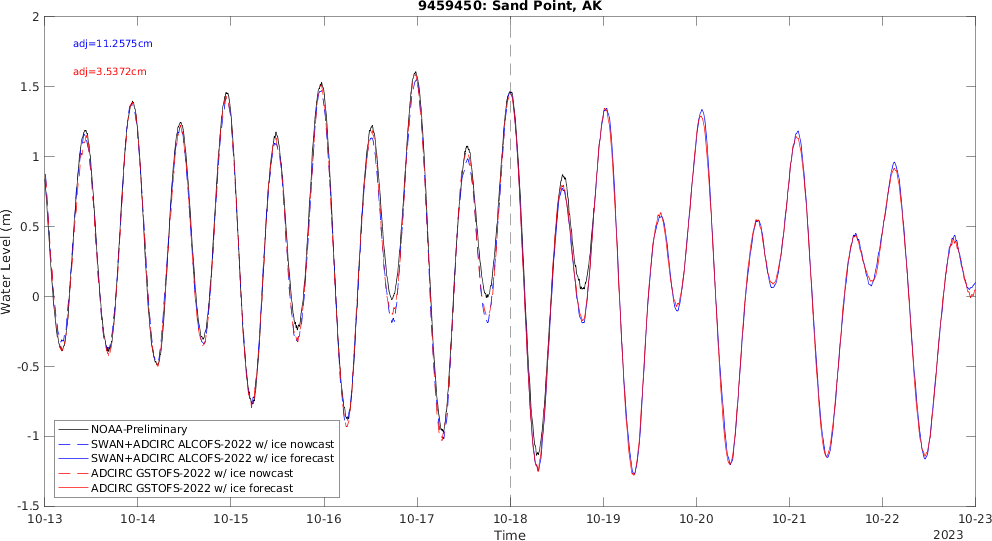 9459450: Sand Point, AK
adj=11.2575cm
adj=3.5372cm
Water Level (m)
2
1.5
1
0.5
0
-0.5
-1
-1.5
NOAA-Preliminary
SWAN+ADCIRC ALCOFS-2022 w/ ice nowcast
SWAN+ADCIRC ALCOFS-2022 w/ ice forecast
ADCIRC GSTOFS-2022 w/ ice nowcast
ADCIRC GSTOFS-2022 w/ ice forecast
10-13 10-14 10-15 10-16 10-17 10-18 10-19 10-20 10-21 10-22 10-23
Time
2023